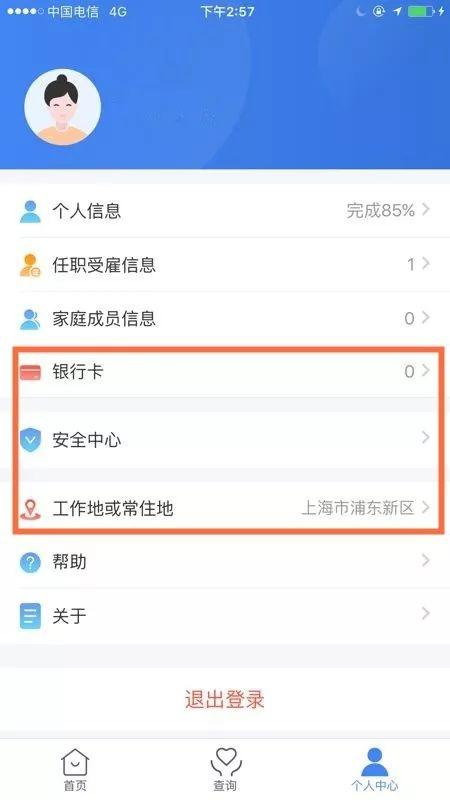 中国电信 4G 下午2:57
个人信息 完成85%
任职受雇信息 1
家庭成员信息 0
银行卡 0
安全中心
工作地或常住地 上海市浦东新区
帮助
关于
退出登录
首页 查询 个人中心